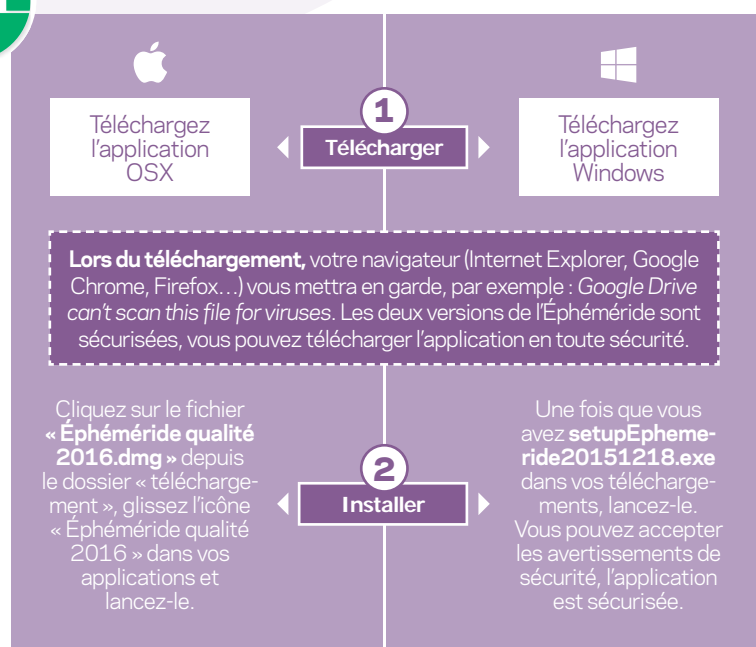 Téléchargez
l'application
OSX
1
Télécharger
Téléchargez
l'application
Windows
Lors du téléchargement, votre navigateur (Internet Explorer, Google
Chrome, Firefox…) vous mettra en garde, par exemple : Google Drive
can't scan this file for viruses. Les deux versions de l'Éphéméride sont
sécurisées, vous pouvez télécharger l'application en toute sécurité.
Cliquez sur le fichier
« Éphéméride qualité
2016.dmg » depuis
le dossier « télécharge-
ment », glissez l'icône
« Éphéméride qualité
2016 » dans vos
applications et
lancez-le.
2
Installer
Une fois que vous
avez setupEpheme-
ride20151218.exe
dans vos télécharge-
ments, lancez-le.
Vous pouvez accepter
les avertissements de
sécurité, l'application
est sécurisée.